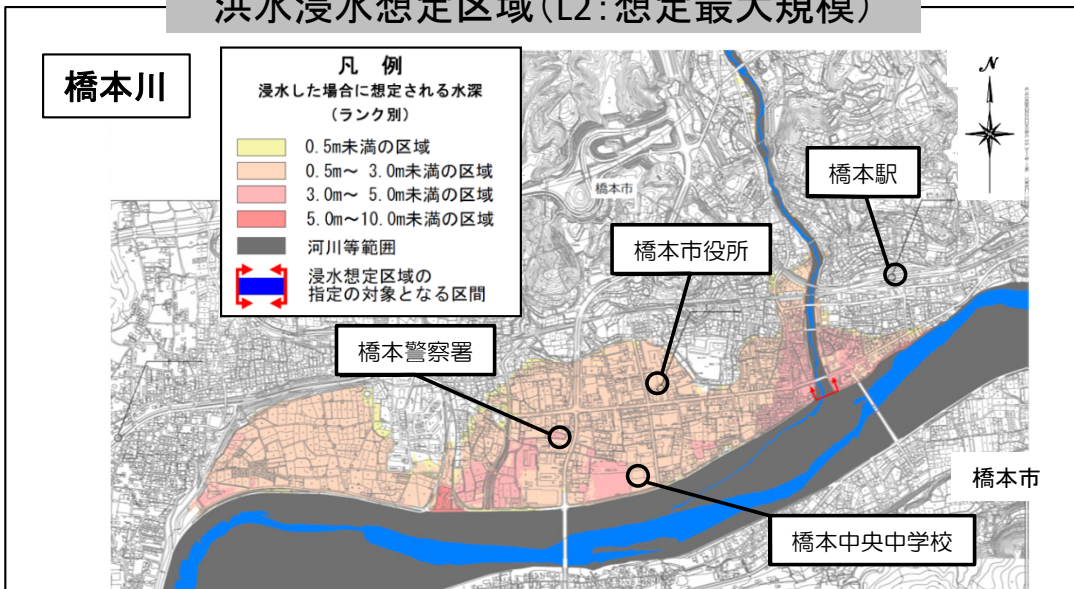 洪水浸水想定区域(L2:想定最大規模)
橋本川
凡 例
浸水した場合に想定される水深
(ランク別)
0.5m未満の区域
0.5m~ 3.0m未満の区域
3.0m~ 5.0m未満の区域
5.0m~10.0m未満の区域
河川等範囲
浸水想定区域の
指定の対象となる区間
N
橋本市
橋本駅
橋本市役所
橋本警察署
橋本市
橋本中央中学校